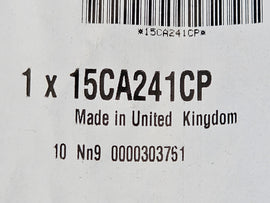 *15CA241CP*
1 x 15CA241CP
Made in United Kingdom
10 Nn9 0000303751